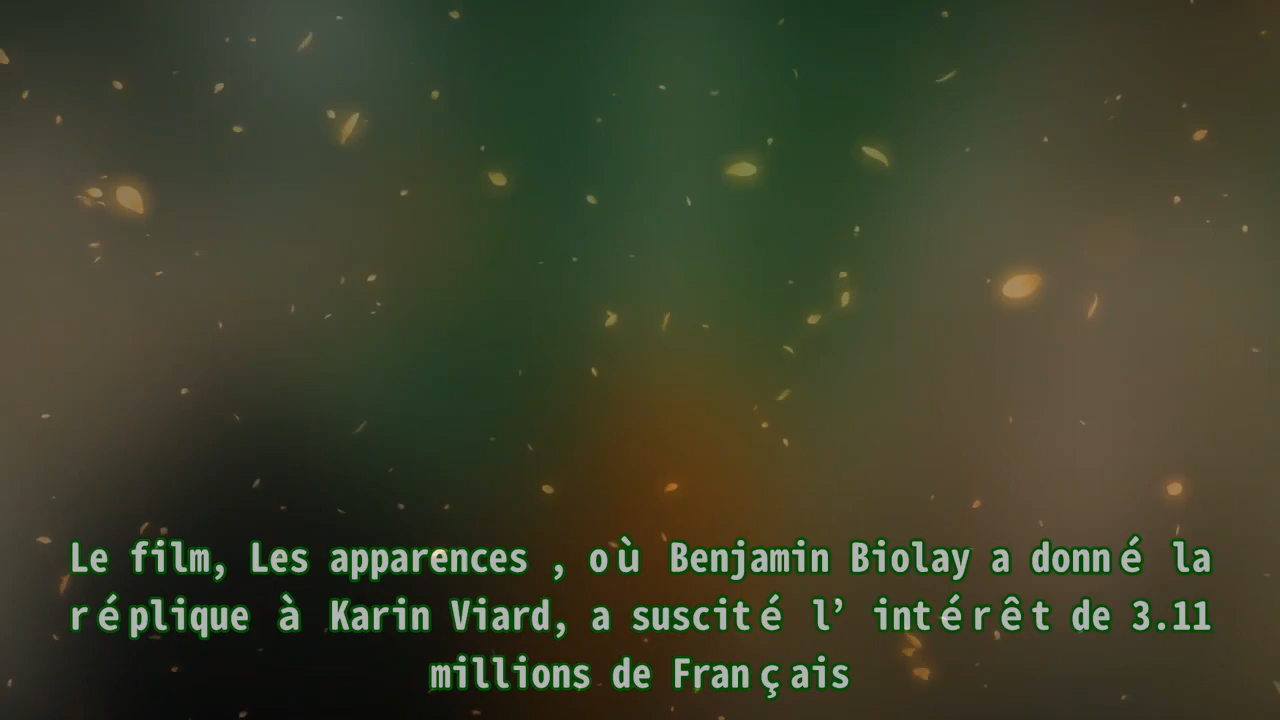 Le film, Les apparences , où Benjamin Biolay a donné la
réplique à Karin Viard, a suscité l’ intérêt de 3.11
millions de Français